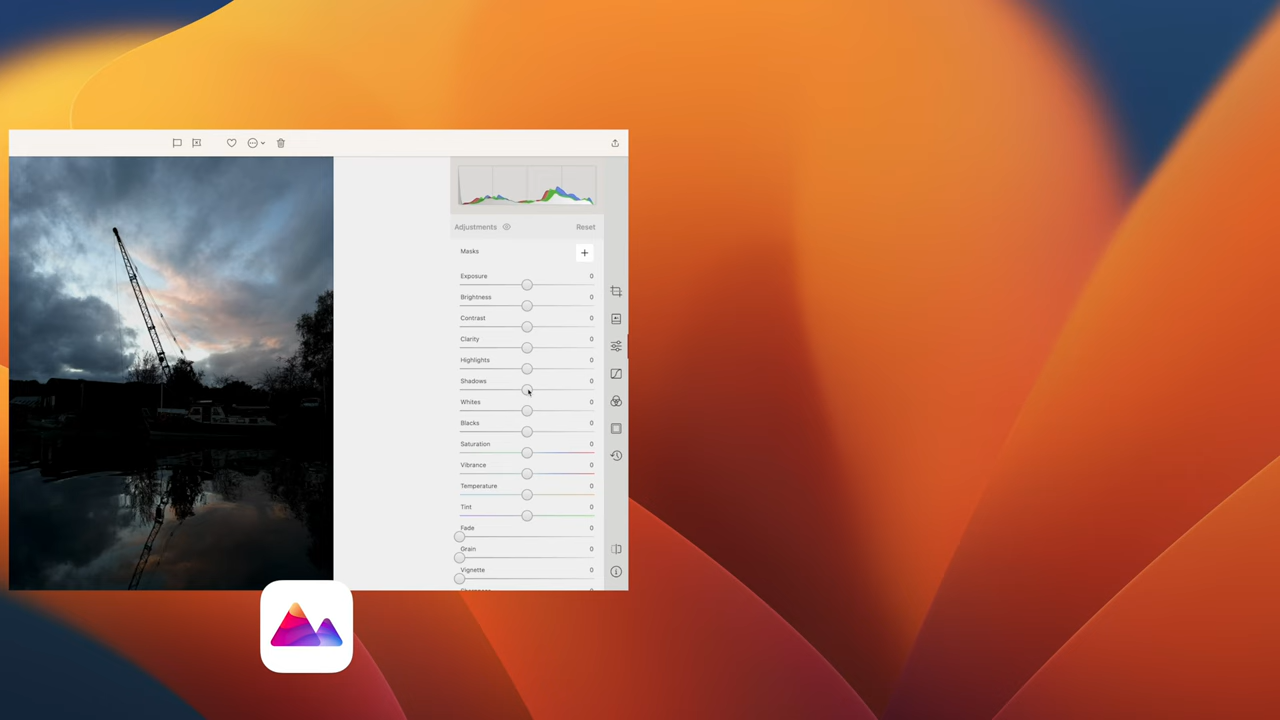 Adjustments Reset
Masks
Exposure 0
Brightness 0
Contrast 0
Clarity 0
Highlights 0
Shadows 0
Whites 0
Blacks 0
Saturation 0
Vibrance 0
Temperature 0
Tint 0
Fade 0
Grain 0
Vignette 0